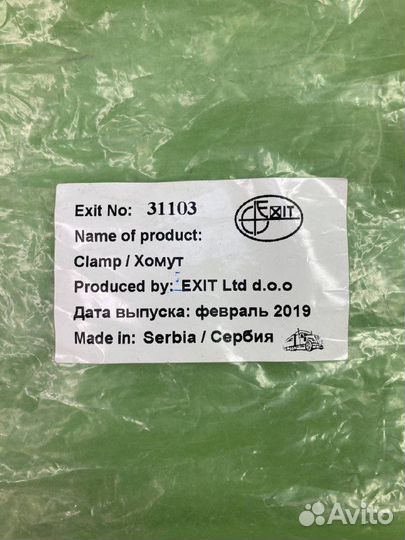 Exit No: 31103
EXIT
Name of product:
Clamp / Хомут
Produced by: EXIT Ltd d.o.o
Дата выпуска: февраль 2019
Made in: Serbia / Сербия
Avito